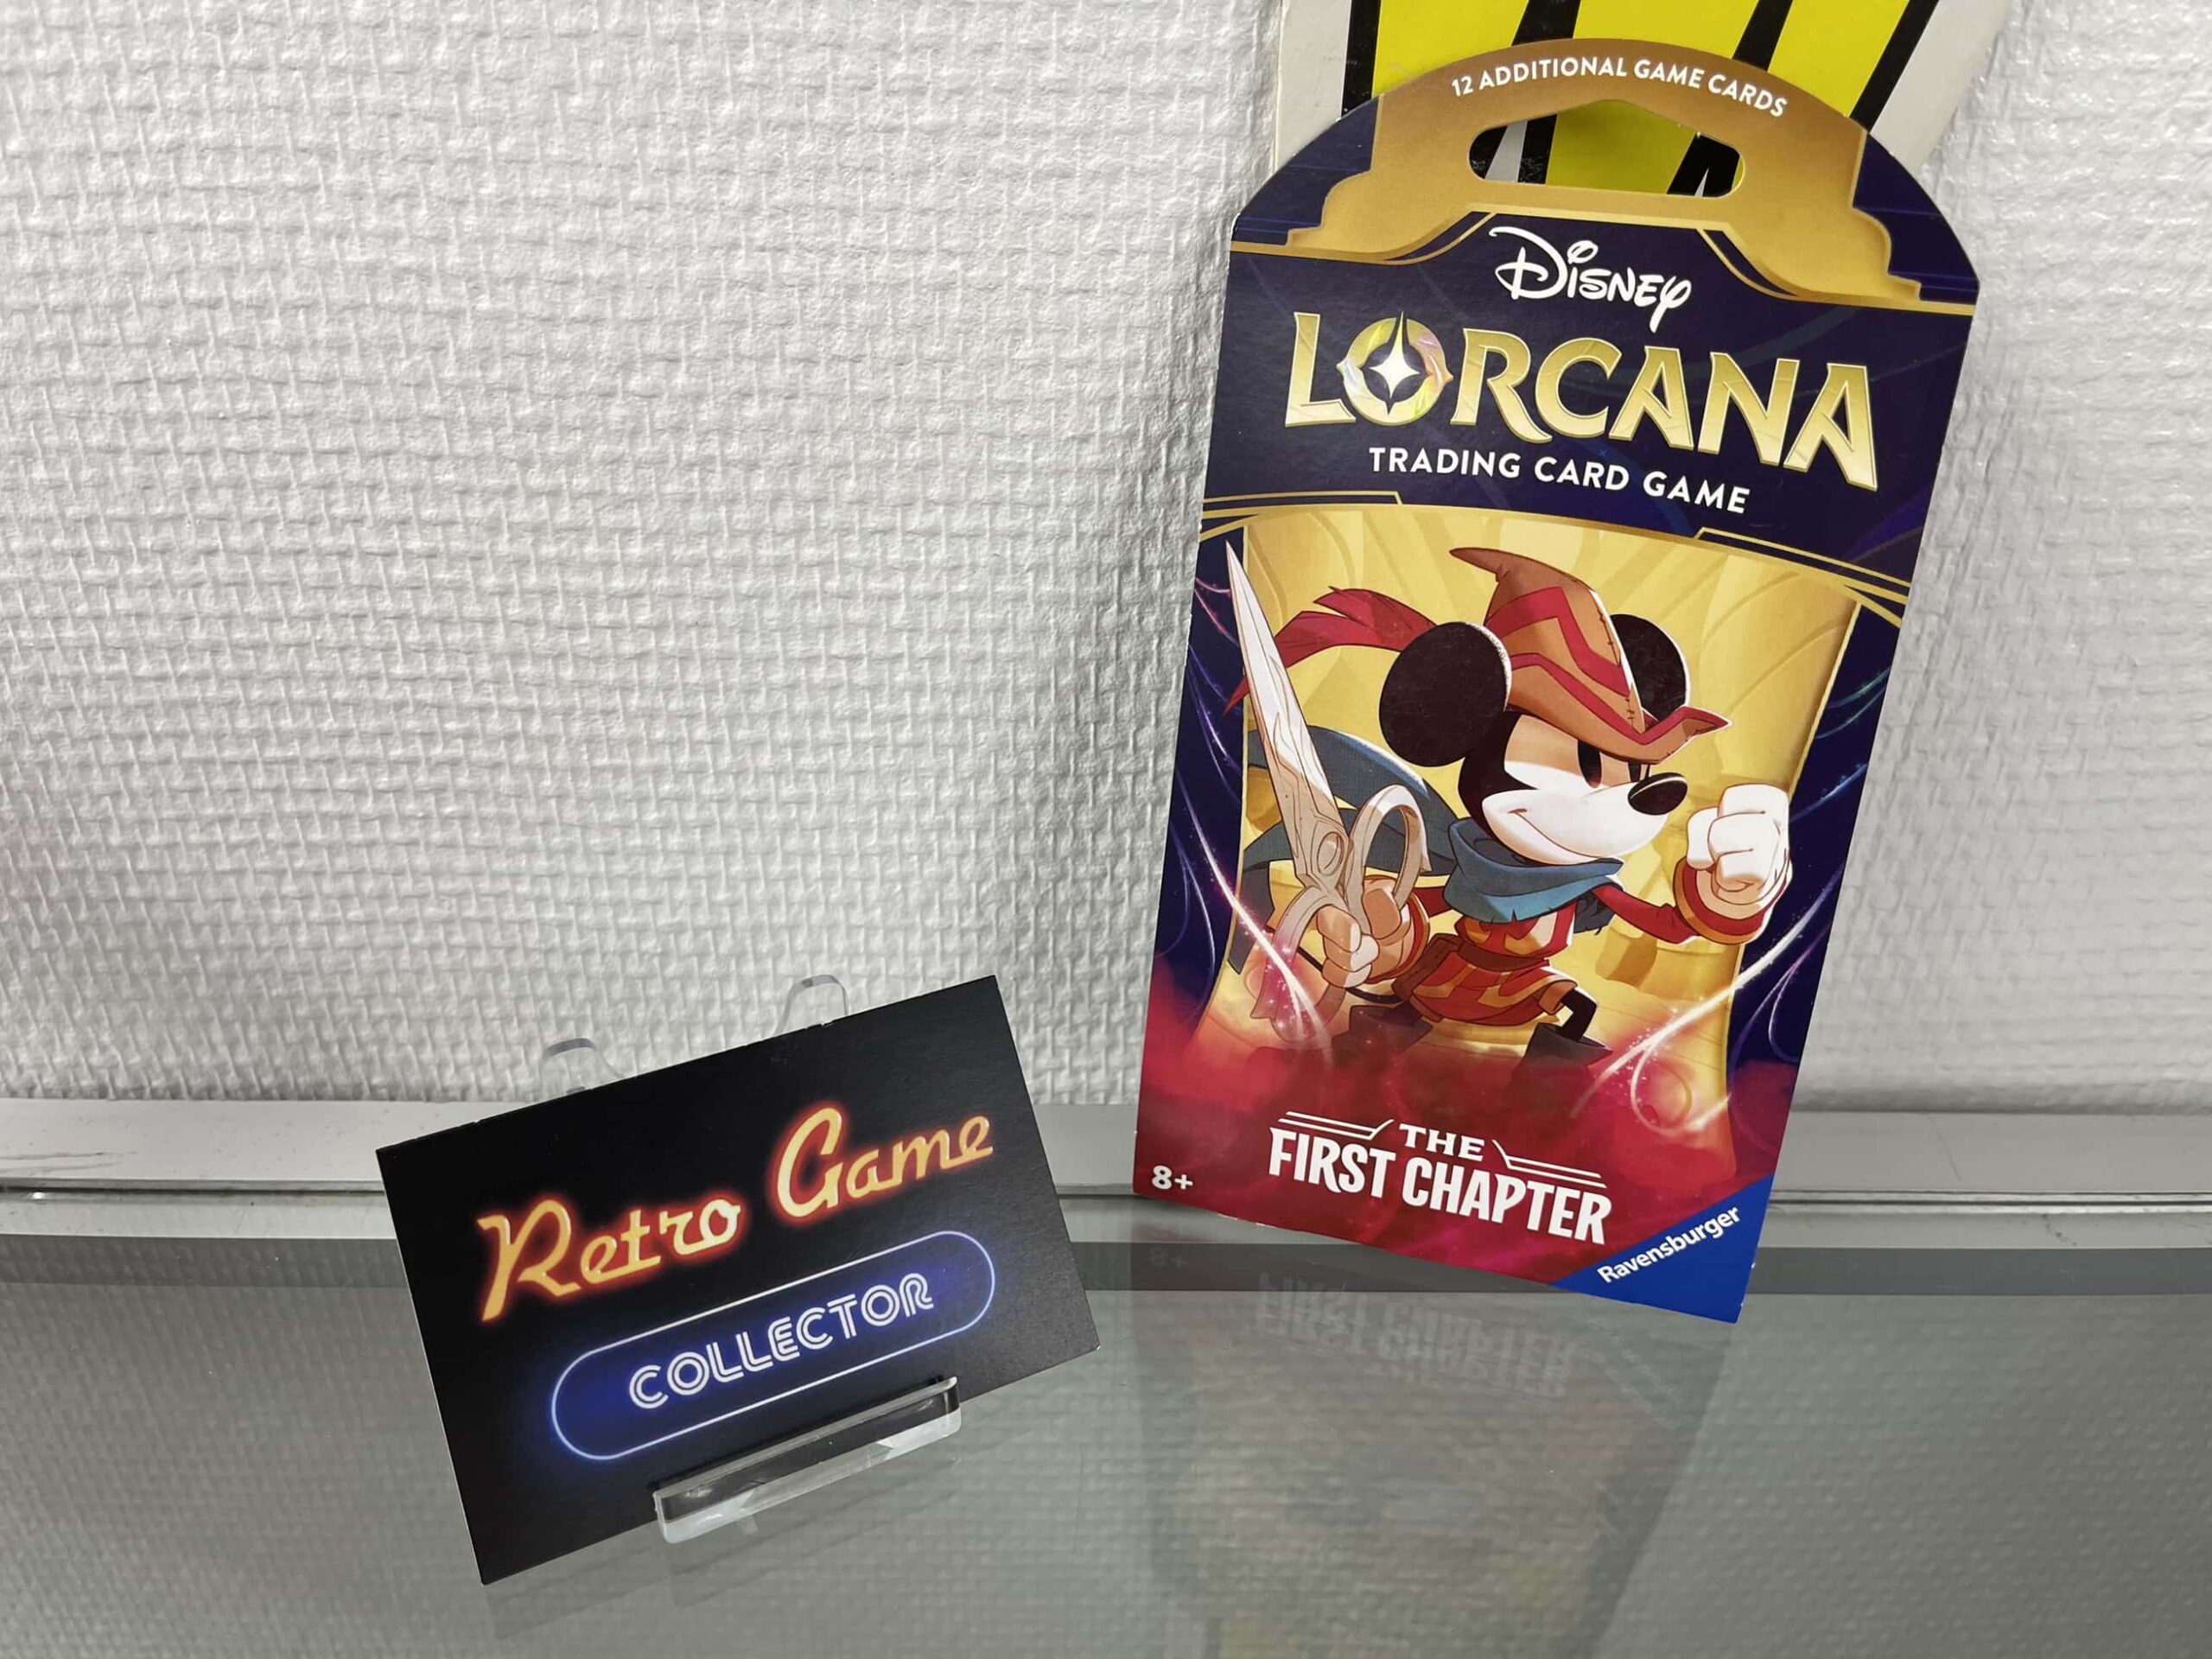 12 ADDITIONAL GAME CARDS
Disney
LORCANA
TRADING CARD GAME
THE
FIRST CHAPTER
8+
Ravensburger
Retro Game
COLLECTOR